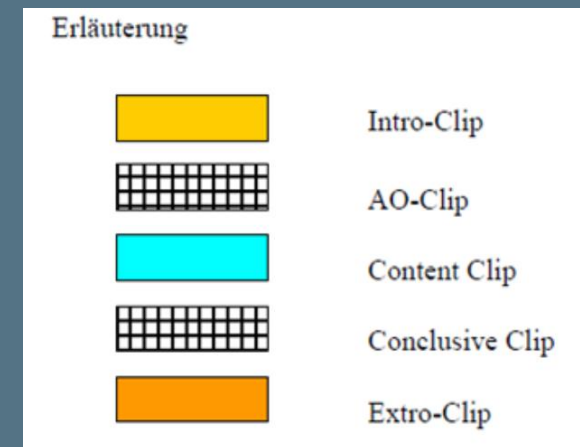 Erläuterung
Intro-Clip
AO-Clip
Content Clip
Conclusive Clip
Extro-Clip